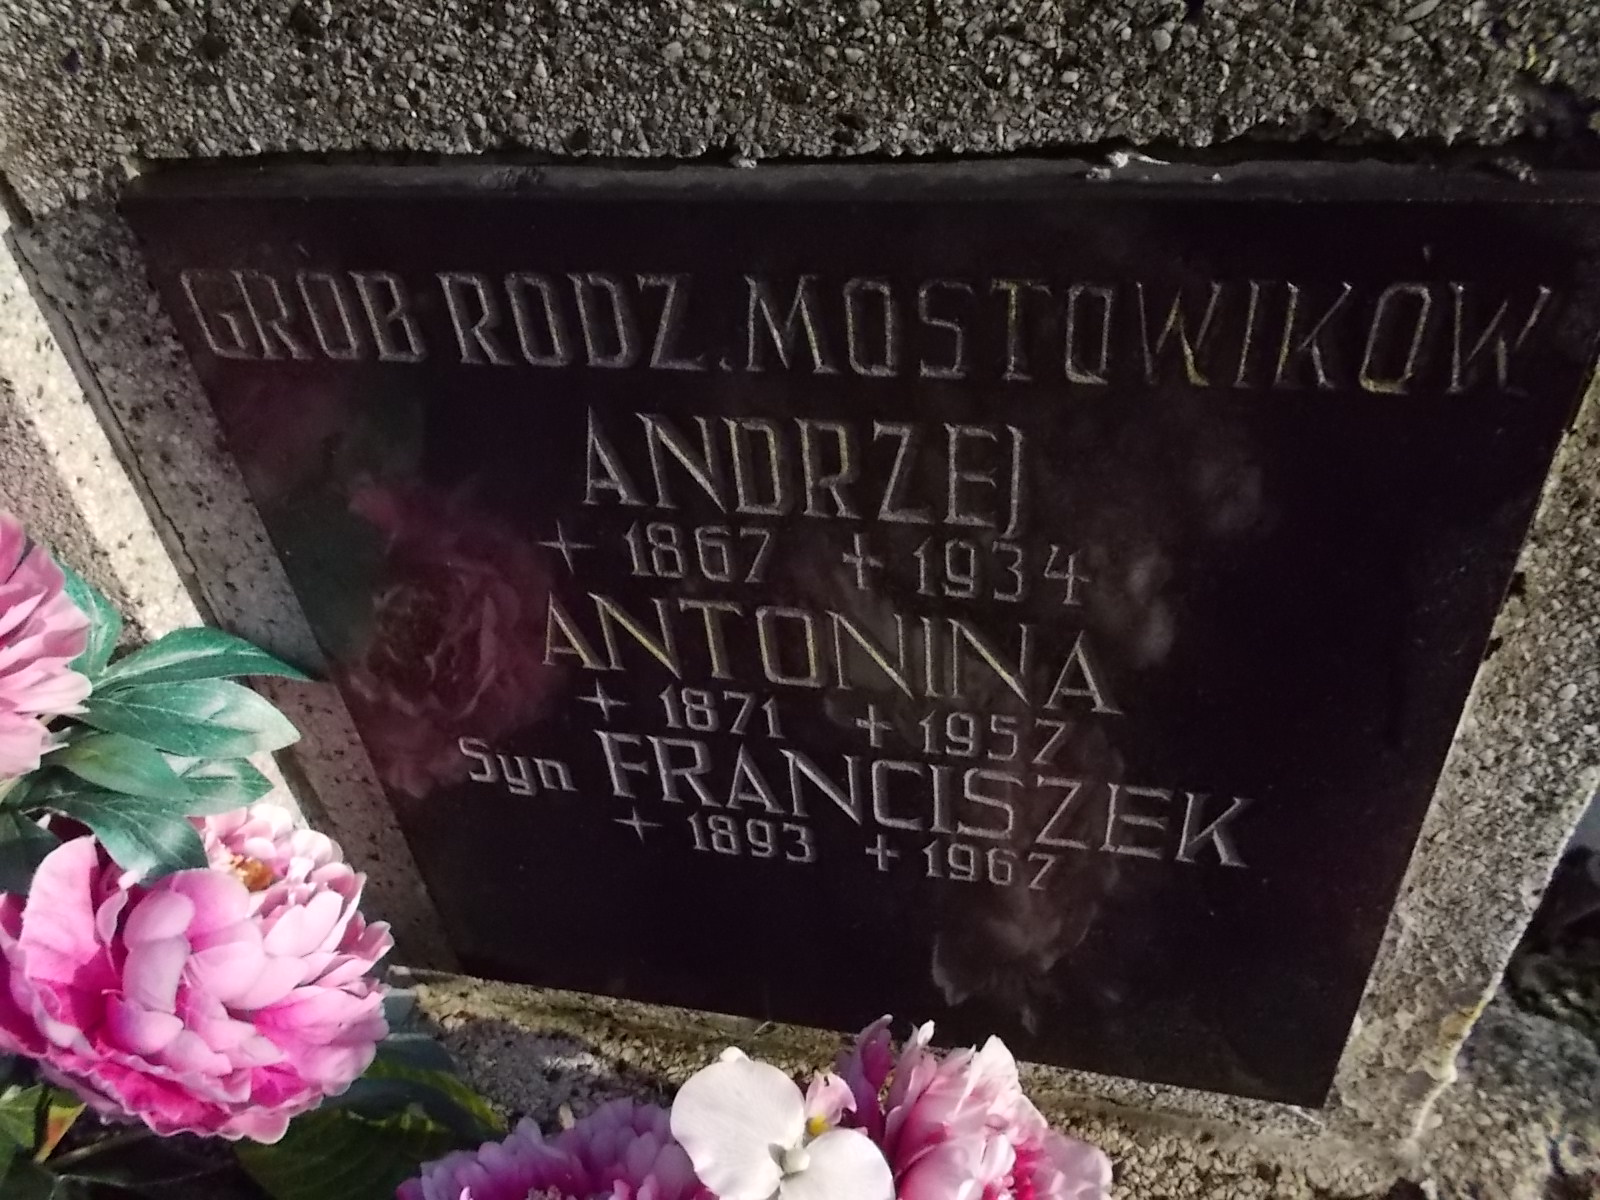 GRÓB RODZ. MOSTOWIKÓW
ANDRZEJ
+ 1867 + 1934
ANTONINA
+ 1871 + 1957
Syn FRANCISZEK
+ 1893 + 1967